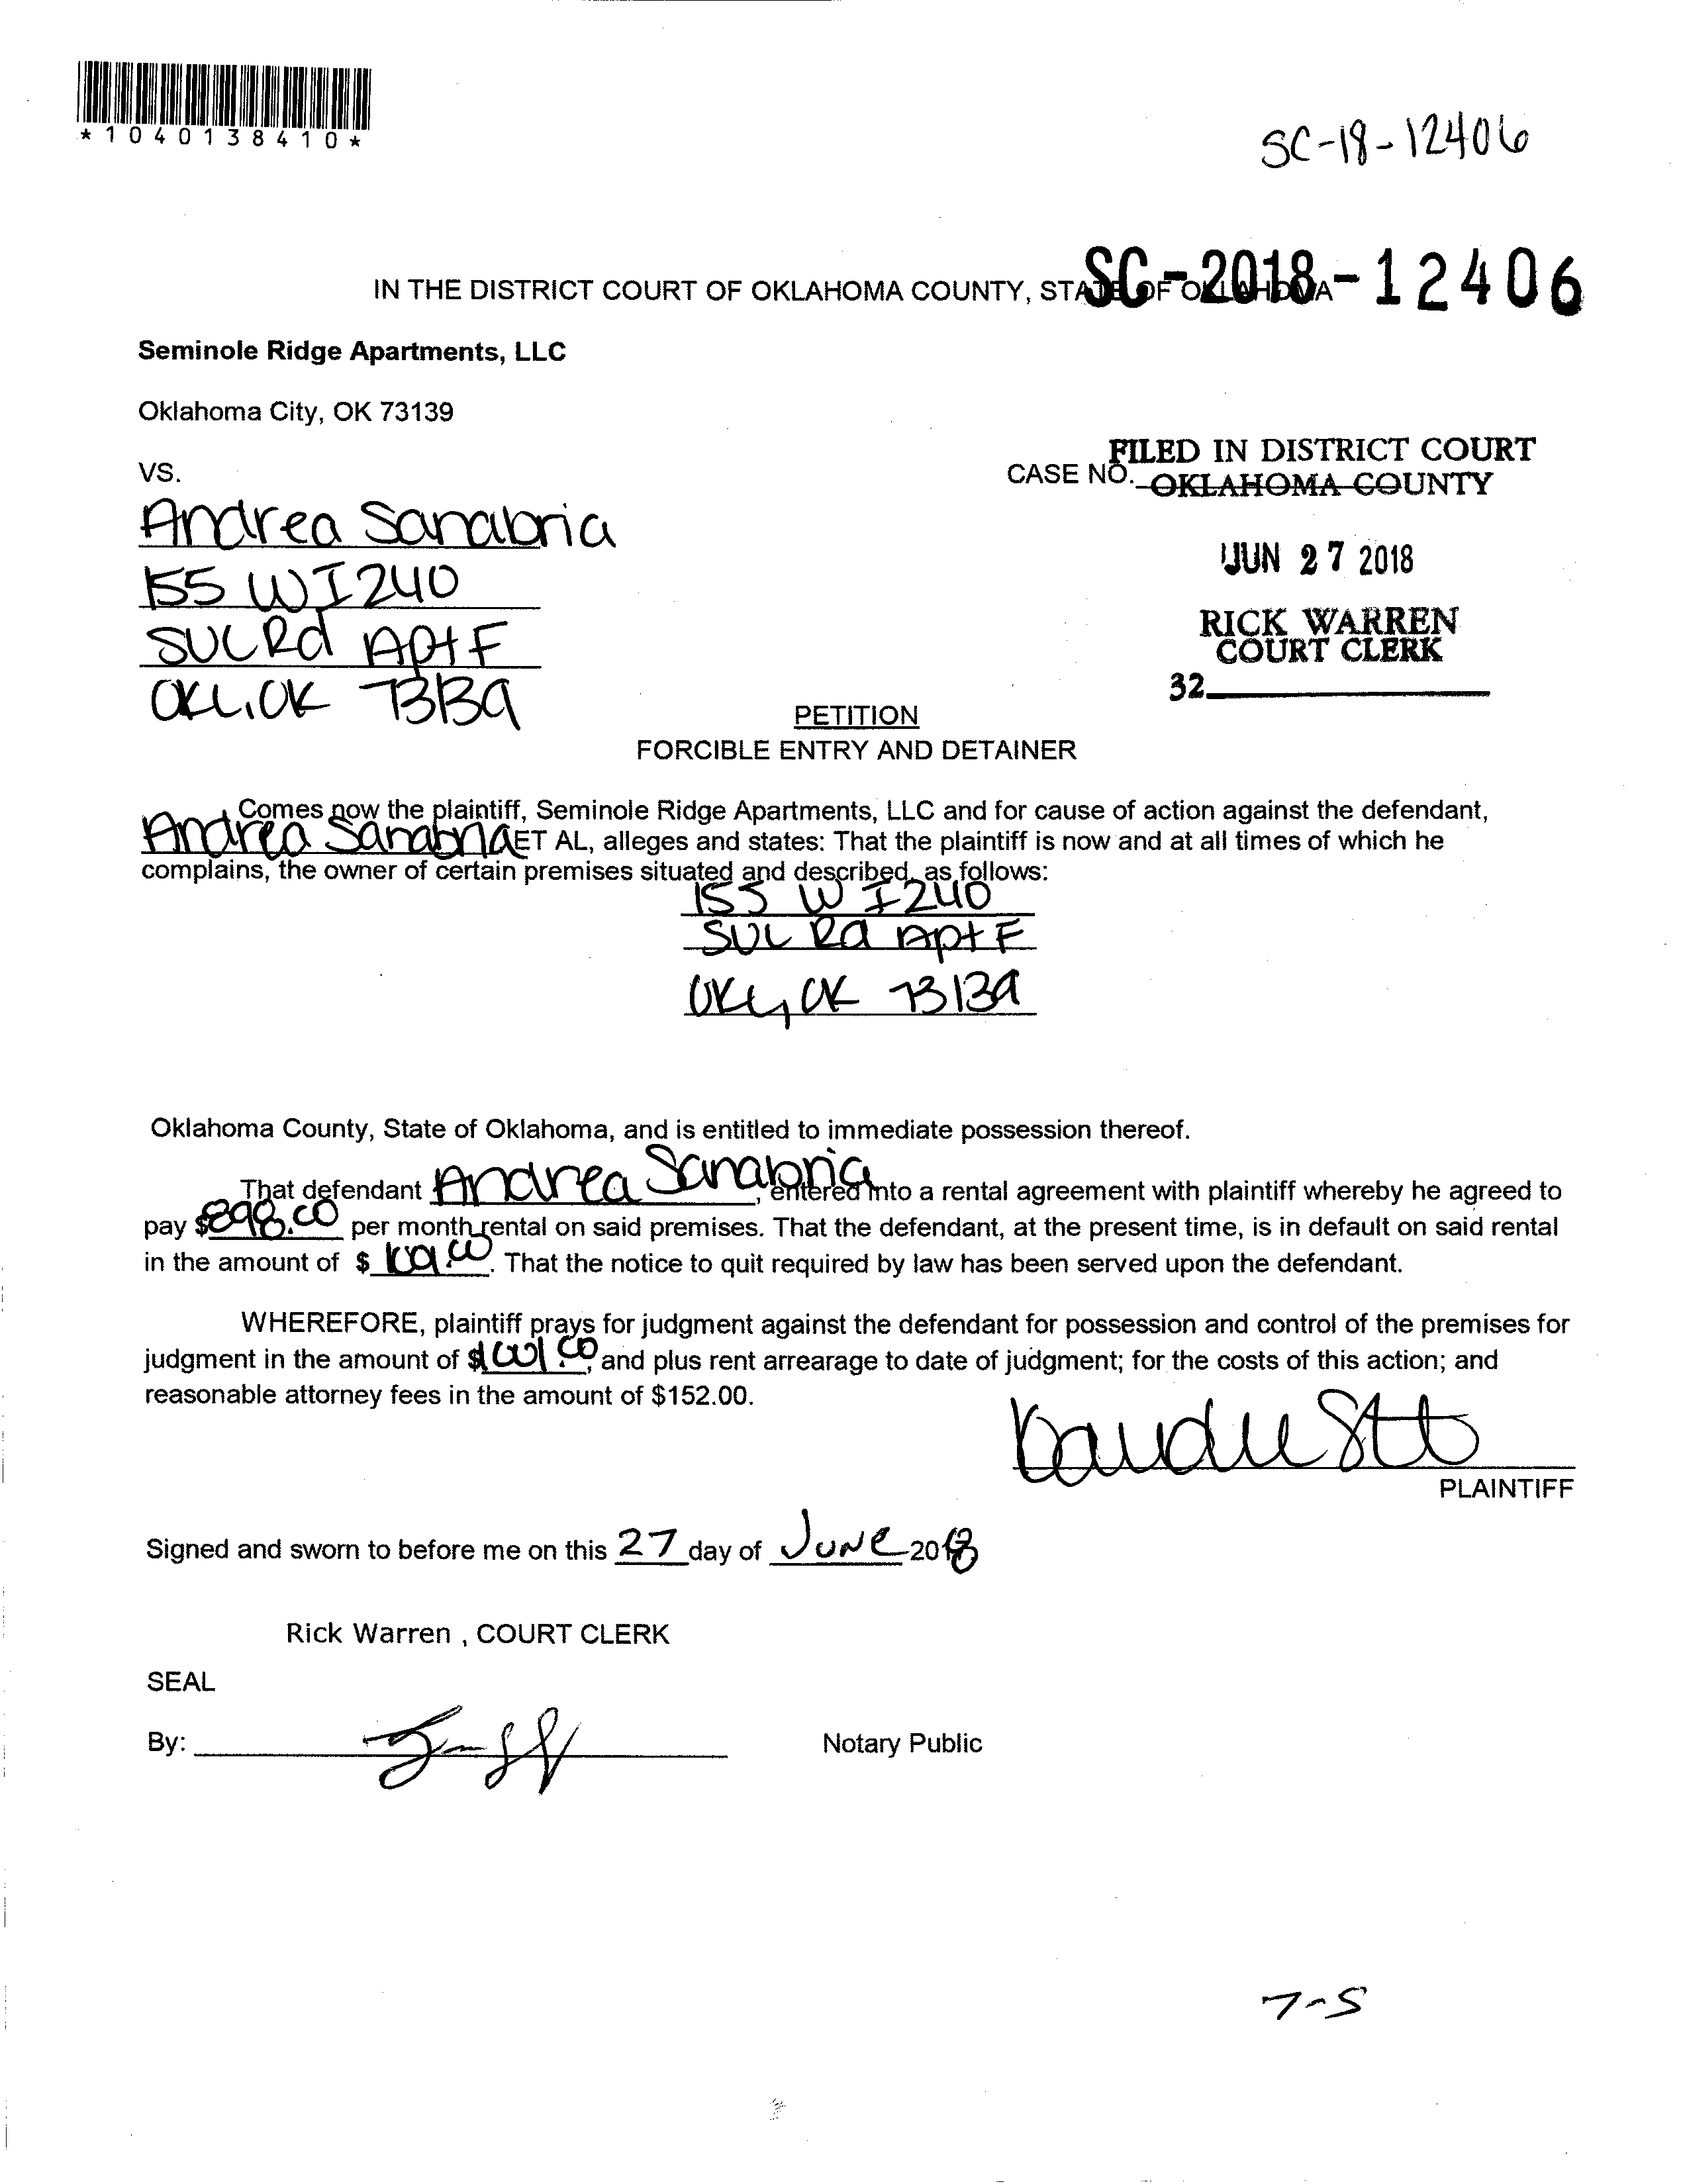 *1040138410*
SC-18-12406
SC-2018-12406
IN THE DISTRICT COURT OF OKLAHOMA COUNTY, STATE OF OKLAHOMA
Seminole Ridge Apartments, LLC
Oklahoma City, OK 73139
FILED IN DISTRICT COURT
VS.
CASE NO. OKLAHOMA COUNTY
Andrea Sanabria
JUN 27 2018
155 W I240
RICK WARREN
SVC Rd Apt F
COURT CLERK
OKC, OK 73139
32
PETITION
FORCIBLE ENTRY AND DETAINER
Comes now the plaintiff, Seminole Ridge Apartments, LLC and for cause of action against the defendant,
Andrea Sanabria ET AL, alleges and states: That the plaintiff is now and at all times of which he
complains, the owner of certain premises situated and described, as follows:
155 W I240
SVC Rd Apt F
OKC, OK 73139
Oklahoma County, State of Oklahoma, and is entitled to immediate possession thereof.
That defendant Andrea Sanabria, entered into a rental agreement with plaintiff whereby he agreed to
pay $898.00 per month rental on said premises. That the defendant, at the present time, is in default on said rental
in the amount of $ . That the notice to quit required by law has been served upon the defendant.
WHEREFORE, plaintiff prays for judgment against the defendant for possession and control of the premises for
judgment in the amount of $ , and plus rent arrearage to date of judgment; for the costs of this action; and
reasonable attorney fees in the amount of $152.00.
PLAINTIFF
Signed and sworn to before me on this 27 day of June 2018
Rick Warren , COURT CLERK
SEAL
By:
Notary Public
7-5